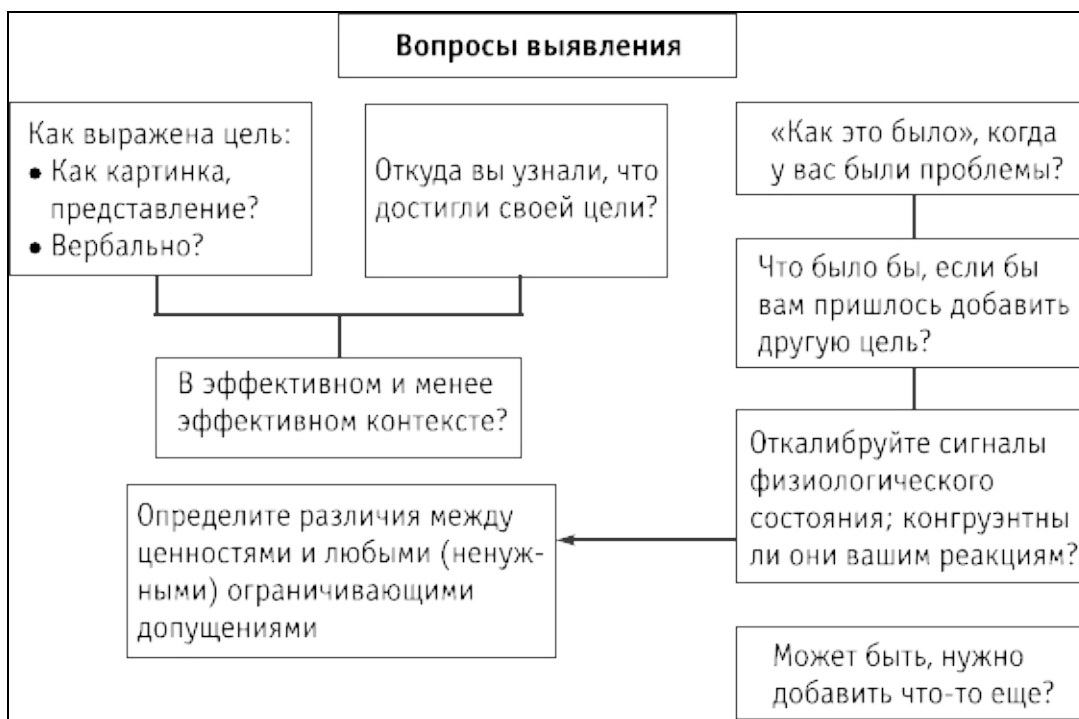 Вопросы выявления
Как выражена цель:
• Как картинка,
представление?
• Вербально?
Откуда вы узнали, что
достигли своей цели?
«Как это было», когда
у вас были проблемы?
Что было бы, если бы
вам пришлось добавить
другую цель?
В эффективном и менее
эффективном контексте?
Откалибруйте сигналы
физиологического
состояния; конгруэнтны
ли они вашим реакциям?
Определите различия между
ценностями и любыми (ненуж-
ными) ограничивающими
допущениями
Может быть, нужно
добавить что-то еще?